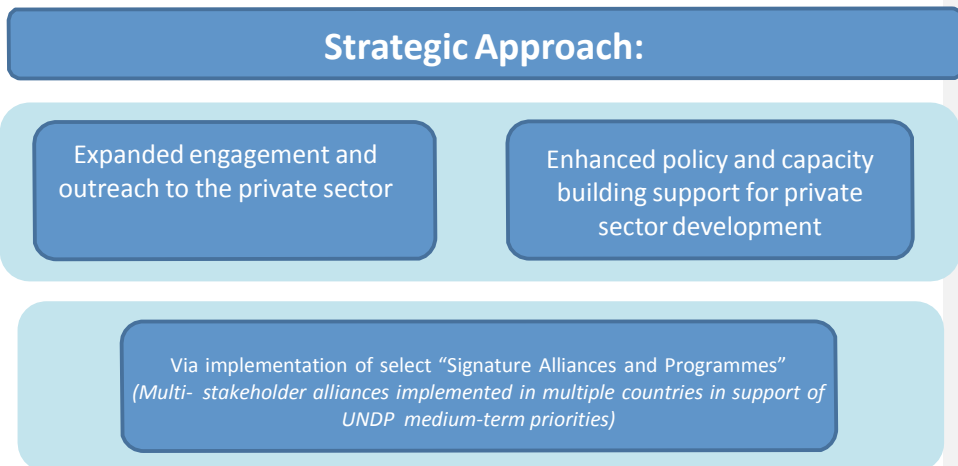 Strategic Approach:
Expanded engagement and
outreach to the private sector
Enhanced policy and capacity
building support for private
sector development
Via implementation of select “Signature Alliances and Programmes”
(Multi- stakeholder alliances implemented in multiple countries in support of
UNDP medium-term priorities)